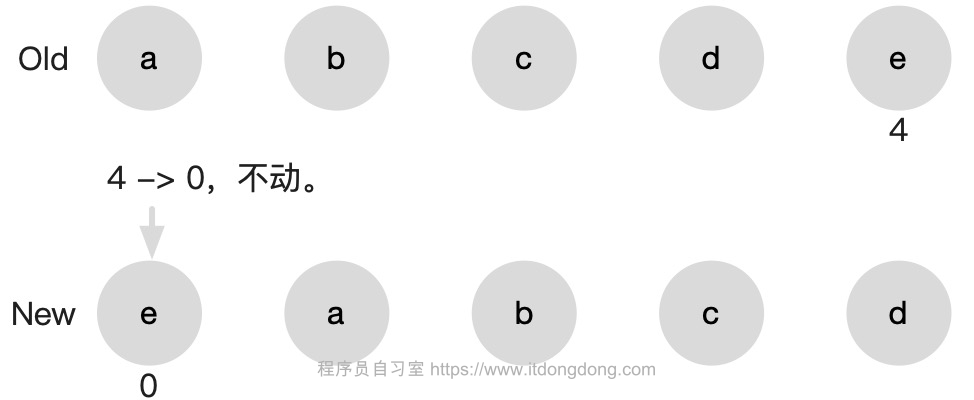 Old a b c d e
4
4 –> 0，不动。
New e a b c d
程序员自习室 https://www.itdongdong.com
0